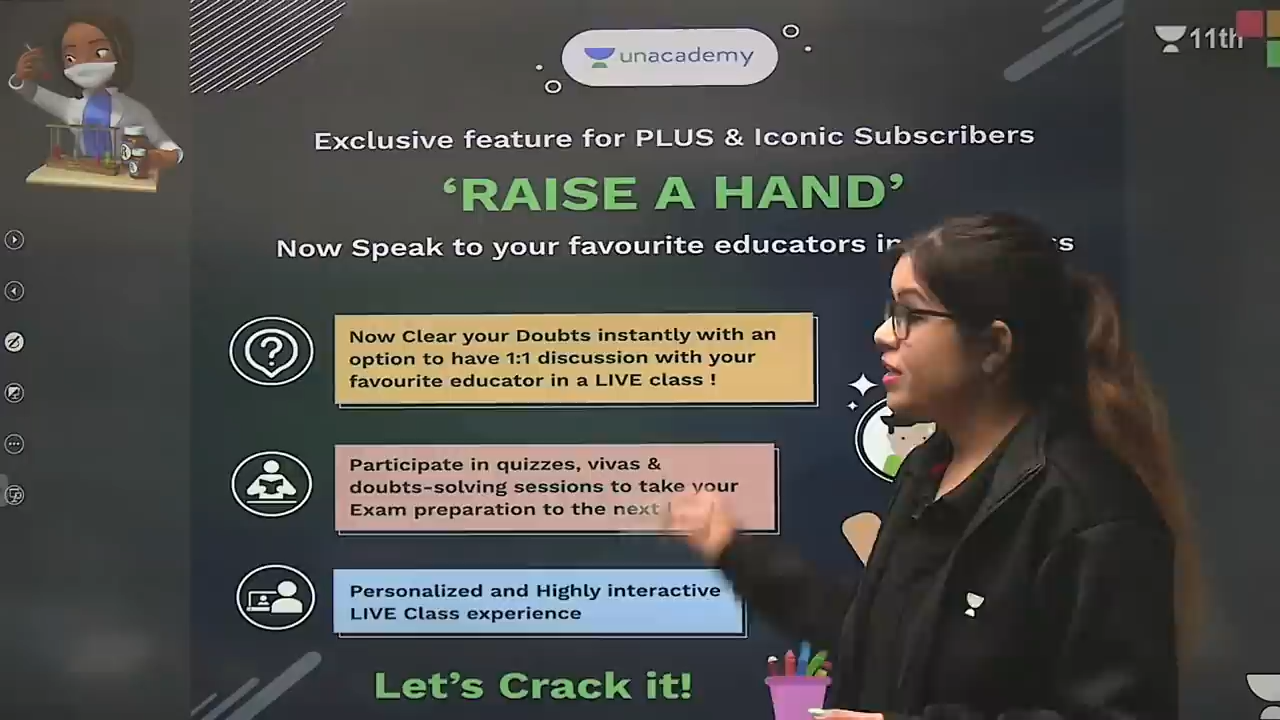 unacademy
11th
Exclusive feature for PLUS & Iconic Subscribers
‘RAISE A HAND’
Now Speak to your favourite educators in
Now Clear your Doubts instantly with an
option to have 1:1 discussion with your
favourite educator in a LIVE class !
Participate in quizzes, vivas &
doubts-solving sessions to take your
Exam preparation to the next
Personalized and Highly interactive
LIVE Class experience
Let’s Crack it!